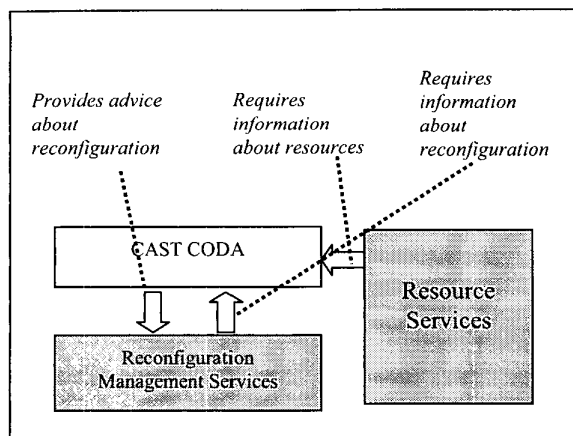 Provides advice
about
reconfiguration
Requires
information
about resources
Requires
information
about
reconfiguration
CAST CODA
Resource
Services
Reconfiguration
Management Services